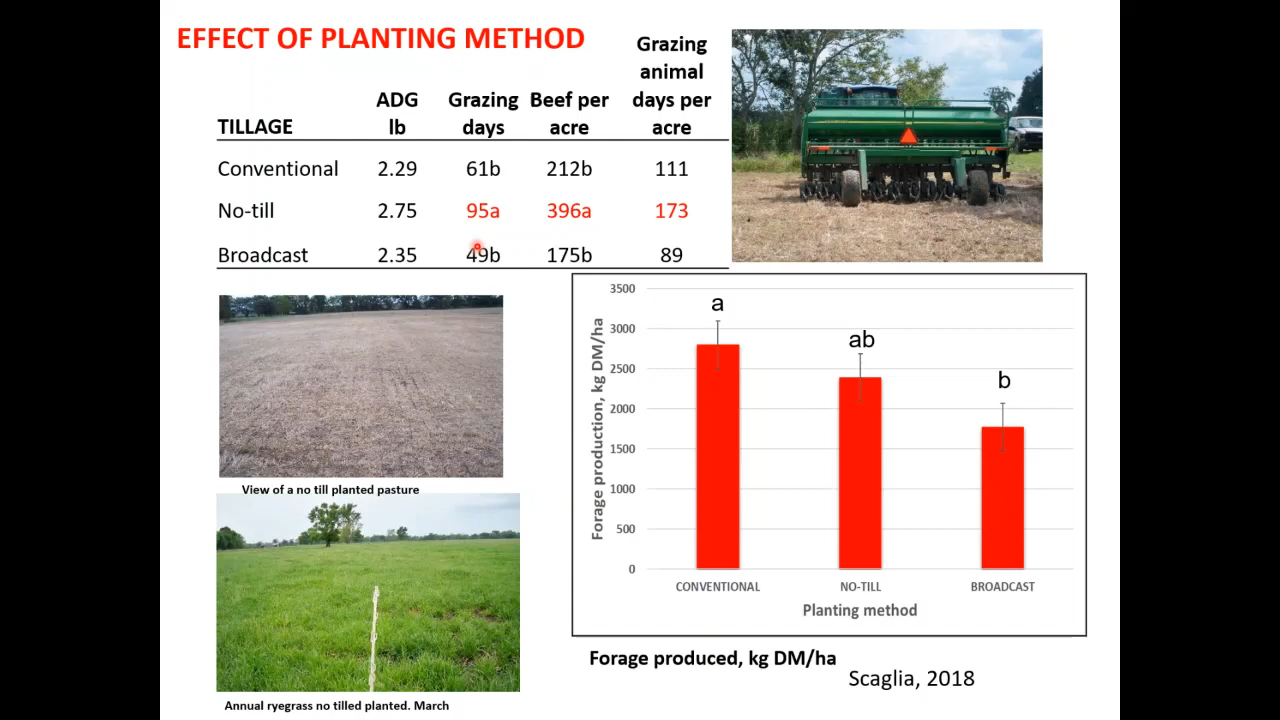 EFFECT OF PLANTING METHOD
TILLAGE ADG lb Grazing days Beef per acre Grazing animal days per acre
Conventional 2.29 61b 212b 111
No-till 2.75 95a 396a 173
Broadcast 2.35 49b 175b 89
View of a no till planted pasture
Annual ryegrass no tilled planted. March
Forage production, kg DM/ha
3500
3000
2500
2000
1500
1000
500
0
a
ab
b
CONVENTIONAL NO-TILL BROADCAST
Planting method
Forage produced, kg DM/ha
Scaglia, 2018